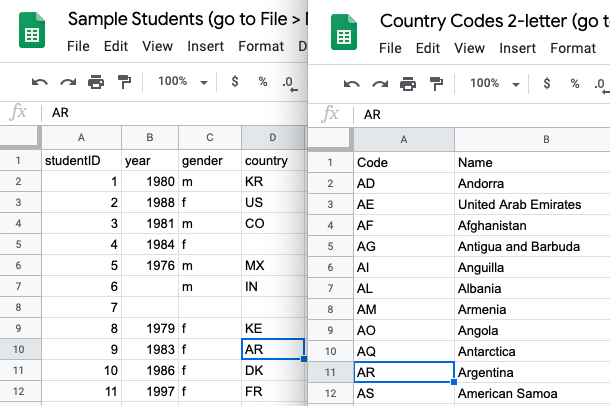 Sample Students (go to File >
File Edit View Insert Format
100% $ % .0
fx AR
A B C D
1 studentID year gender country
2 1 1980 m KR
3 2 1988 f US
4 3 1981 m CO
5 4 1984 f
6 5 1976 m MX
7 6 m IN
8 7
9 8 1979 f KE
10 9 1983 f AR
11 10 1986 f DK
12 11 1997 f FR
Country Codes 2-letter (go
File Edit View Insert Format
100% $ % .0
fx AR
A B
1 Code Name
2 AD Andorra
3 AE United Arab Emirates
4 AF Afghanistan
5 AG Antigua and Barbuda
6 AI Anguilla
7 AL Albania
8 AM Armenia
9 AO Angola
10 AQ Antarctica
11 AR Argentina
12 AS American Samoa